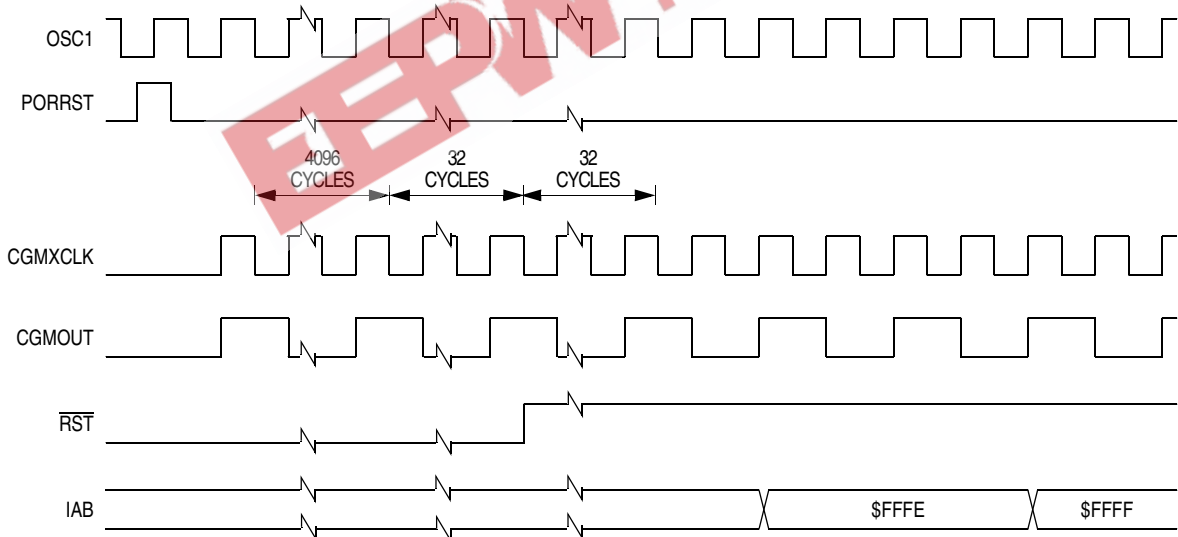 OSC1
PORRST
4096
CYCLES
32
CYCLES
32
CYCLES
CGMXCLK
CGMOUT
RST
IAB
$FFFE
$FFFF